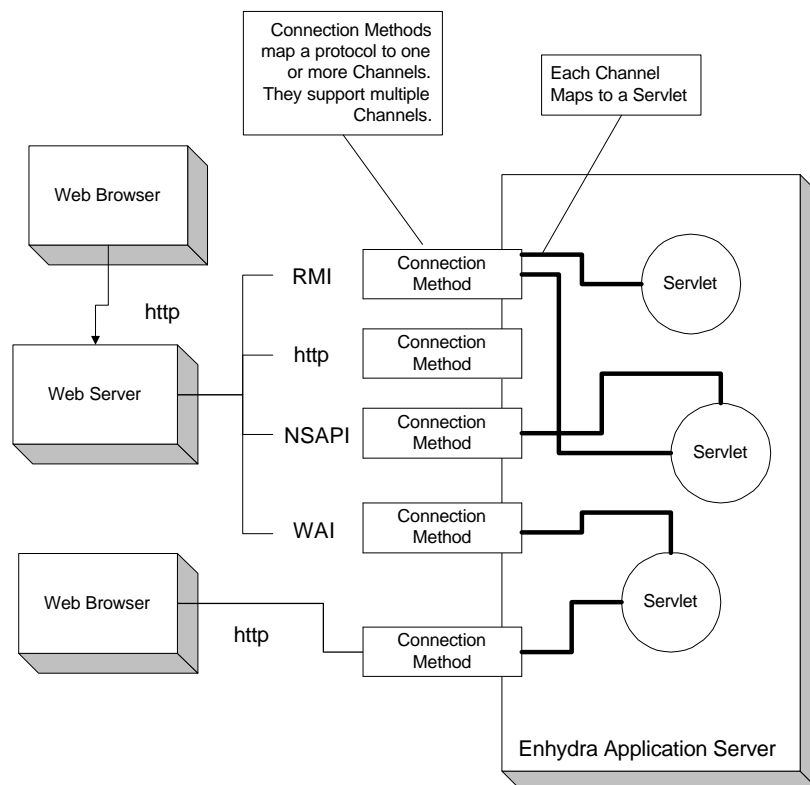 Connection Methods
map a protocol to one
or more Channels.
They support multiple
Channels.
Each Channel
Maps to a Servlet
Web Browser
http
Web Server
RMI
http
NSAPI
WAI
Connection
Method
Connection
Method
Connection
Method
Connection
Method
Servlet
Servlet
Servlet
Web Browser
http
Connection
Method
Enhydra Application Server